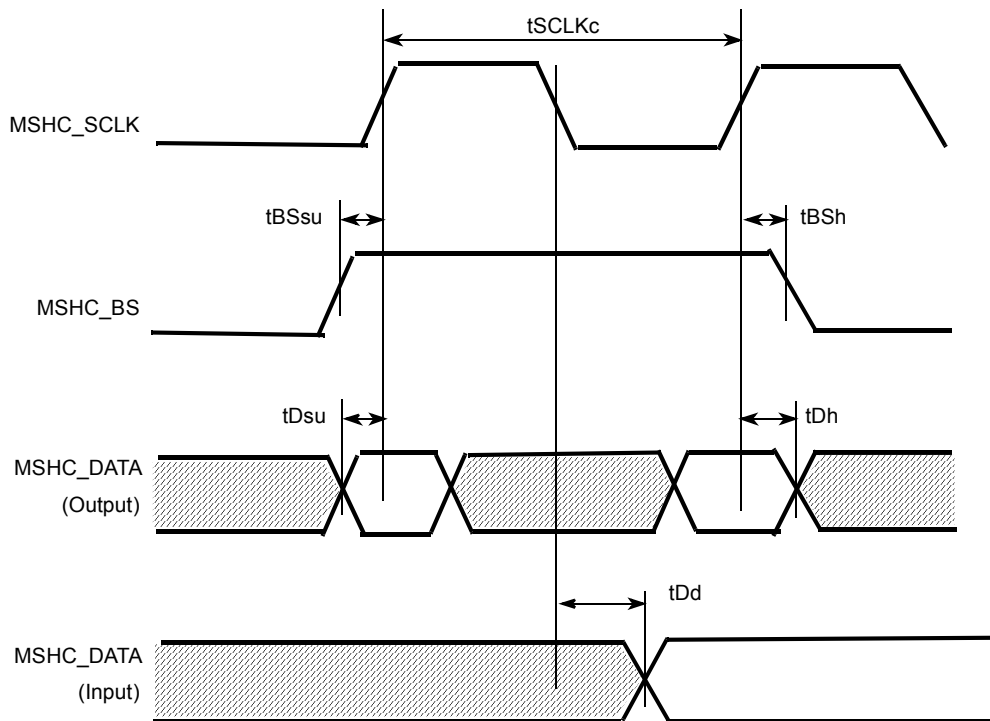 tSCLKc
MSHC_SCLK
tBSsu
tBSh
MSHC_BS
tDsu
tDh
MSHC_DATA
(Output)
tDd
MSHC_DATA
(Input)